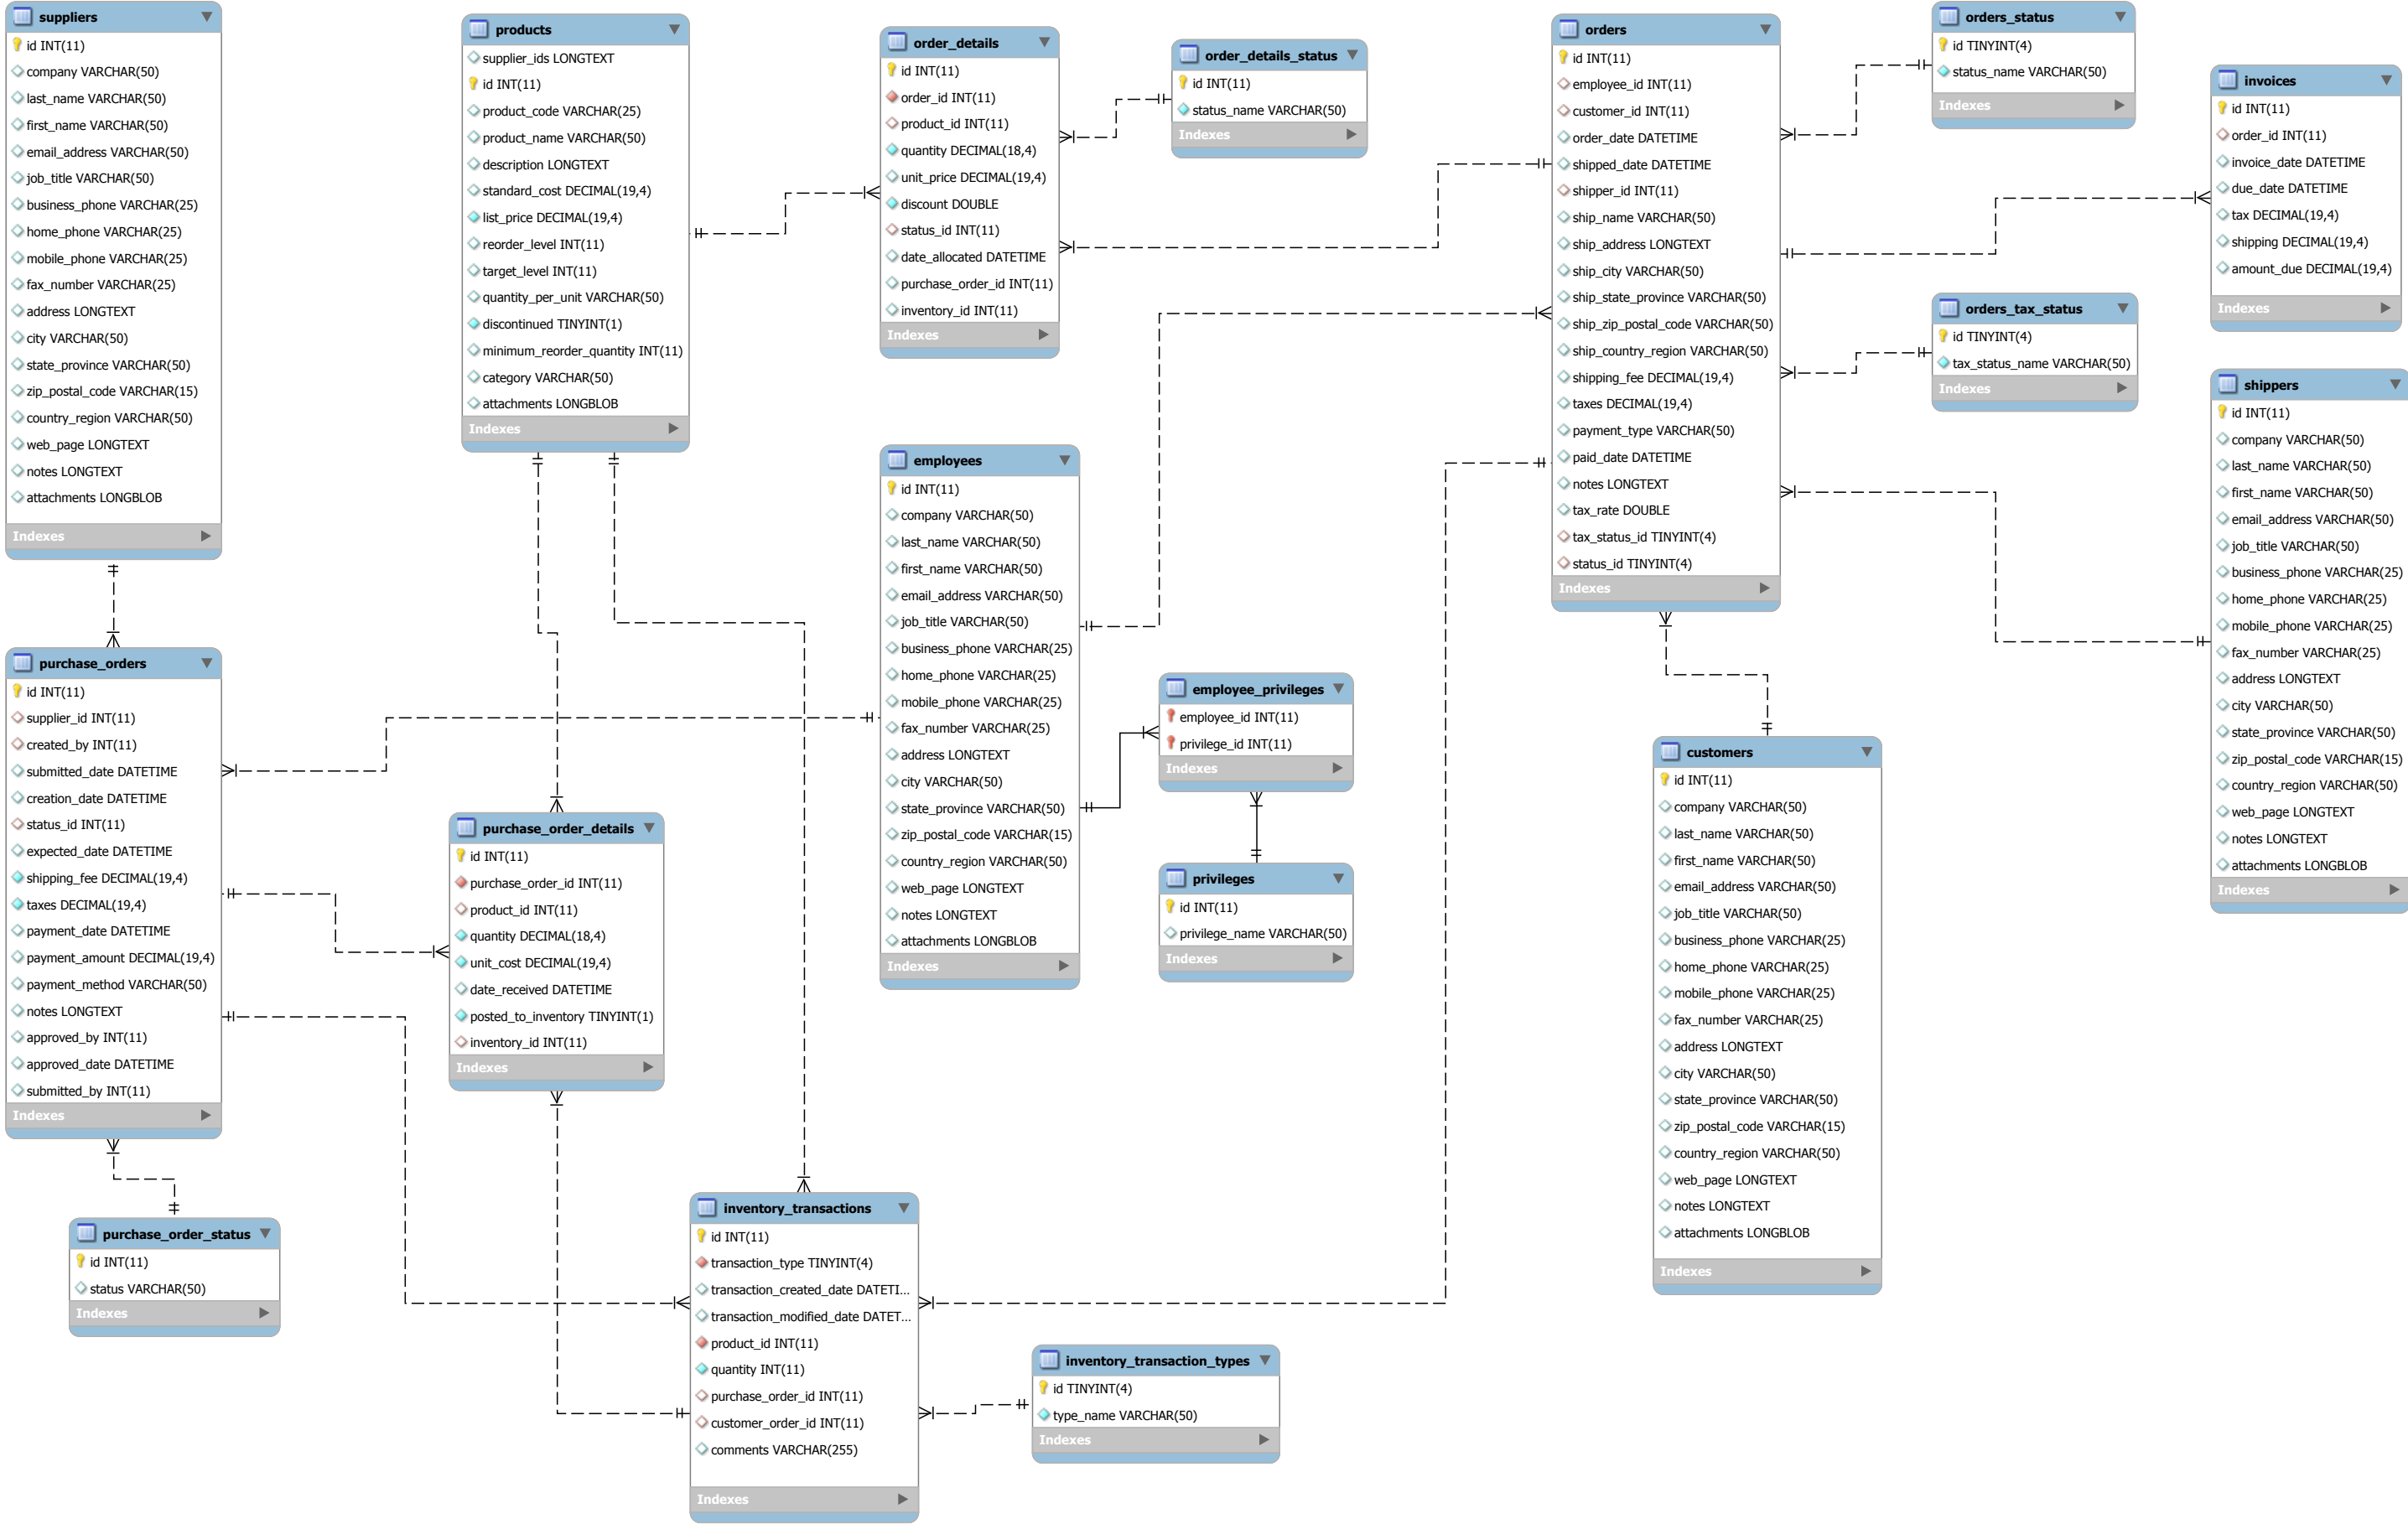 suppliers
id INT(11)
company VARCHAR(50)
last_name VARCHAR(50)
first_name VARCHAR(50)
email_address VARCHAR(50)
job_title VARCHAR(50)
business_phone VARCHAR(25)
home_phone VARCHAR(25)
mobile_phone VARCHAR(25)
fax_number VARCHAR(25)
address LONGTEXT
city VARCHAR(50)
state_province VARCHAR(50)
zip_postal_code VARCHAR(15)
country_region VARCHAR(50)
web_page LONGTEXT
notes LONGTEXT
attachments LONGBLOB
Indexes
products
supplier_ids LONGTEXT
id INT(11)
product_code VARCHAR(25)
product_name VARCHAR(50)
description LONGTEXT
standard_cost DECIMAL(19,4)
list_price DECIMAL(19,4)
reorder_level INT(11)
target_level INT(11)
quantity_per_unit VARCHAR(50)
discontinued TINYINT(1)
minimum_reorder_quantity INT(11)
category VARCHAR(50)
attachments LONGBLOB
Indexes
order_details
id INT(11)
order_id INT(11)
product_id INT(11)
quantity DECIMAL(18,4)
unit_price DECIMAL(19,4)
discount DOUBLE
status_id INT(11)
date_allocated DATETIME
purchase_order_id INT(11)
inventory_id INT(11)
Indexes
order_details_status
id INT(11)
status_name VARCHAR(50)
Indexes
orders
id INT(11)
employee_id INT(11)
customer_id INT(11)
order_date DATETIME
shipped_date DATETIME
shipper_id INT(11)
ship_name VARCHAR(50)
ship_address LONGTEXT
ship_city VARCHAR(50)
ship_state_province VARCHAR(50)
ship_zip_postal_code VARCHAR(50)
ship_country_region VARCHAR(50)
shipping_fee DECIMAL(19,4)
taxes DECIMAL(19,4)
payment_type VARCHAR(50)
paid_date DATETIME
notes LONGTEXT
tax_rate DOUBLE
tax_status_id TINYINT(4)
status_id TINYINT(4)
Indexes
orders_status
id TINYINT(4)
status_name VARCHAR(50)
Indexes
invoices
id INT(11)
order_id INT(11)
invoice_date DATETIME
due_date DATETIME
tax DECIMAL(19,4)
shipping DECIMAL(19,4)
amount_due DECIMAL(19,4)
Indexes
orders_tax_status
id TINYINT(4)
tax_status_name VARCHAR(50)
Indexes
shippers
id INT(11)
company VARCHAR(50)
last_name VARCHAR(50)
first_name VARCHAR(50)
email_address VARCHAR(50)
job_title VARCHAR(50)
business_phone VARCHAR(25)
home_phone VARCHAR(25)
mobile_phone VARCHAR(25)
fax_number VARCHAR(25)
address LONGTEXT
city VARCHAR(50)
state_province VARCHAR(50)
zip_postal_code VARCHAR(15)
country_region VARCHAR(50)
web_page LONGTEXT
notes LONGTEXT
attachments LONGBLOB
Indexes
employees
id INT(11)
company VARCHAR(50)
last_name VARCHAR(50)
first_name VARCHAR(50)
email_address VARCHAR(50)
job_title VARCHAR(50)
business_phone VARCHAR(25)
home_phone VARCHAR(25)
mobile_phone VARCHAR(25)
fax_number VARCHAR(25)
address LONGTEXT
city VARCHAR(50)
state_province VARCHAR(50)
zip_postal_code VARCHAR(15)
country_region VARCHAR(50)
web_page LONGTEXT
notes LONGTEXT
attachments LONGBLOB
Indexes
employee_privileges
employee_id INT(11)
privilege_id INT(11)
Indexes
privileges
id INT(11)
privilege_name VARCHAR(50)
Indexes
customers
id INT(11)
company VARCHAR(50)
last_name VARCHAR(50)
first_name VARCHAR(50)
email_address VARCHAR(50)
job_title VARCHAR(50)
business_phone VARCHAR(25)
home_phone VARCHAR(25)
mobile_phone VARCHAR(25)
fax_number VARCHAR(25)
address LONGTEXT
city VARCHAR(50)
state_province VARCHAR(50)
zip_postal_code VARCHAR(15)
country_region VARCHAR(50)
web_page LONGTEXT
notes LONGTEXT
attachments LONGBLOB
Indexes
purchase_orders
id INT(11)
supplier_id INT(11)
created_by INT(11)
submitted_date DATETIME
creation_date DATETIME
status_id INT(11)
expected_date DATETIME
shipping_fee DECIMAL(19,4)
taxes DECIMAL(19,4)
payment_date DATETIME
payment_amount DECIMAL(19,4)
payment_method VARCHAR(50)
notes LONGTEXT
approved_by INT(11)
approved_date DATETIME
submitted_by INT(11)
Indexes
purchase_order_details
id INT(11)
purchase_order_id INT(11)
product_id INT(11)
quantity DECIMAL(18,4)
unit_cost DECIMAL(19,4)
date_received DATETIME
posted_to_inventory TINYINT(1)
inventory_id INT(11)
Indexes
purchase_order_status
id INT(11)
status VARCHAR(50)
Indexes
inventory_transactions
id INT(11)
transaction_type TINYINT(4)
transaction_created_date DATETI...
transaction_modified_date DATET...
product_id INT(11)
quantity INT(11)
purchase_order_id INT(11)
customer_order_id INT(11)
comments VARCHAR(255)
Indexes
inventory_transaction_types
id TINYINT(4)
type_name VARCHAR(50)
Indexes